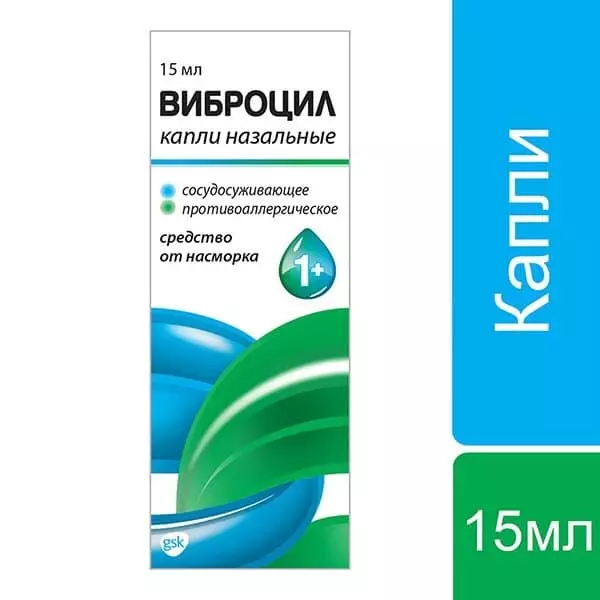 15 мл
ВИБРОЦИЛ
капли назальные
сосудосуживающее
противоаллергическое
средство
от насморка
1+
gsk
Капли
15мл